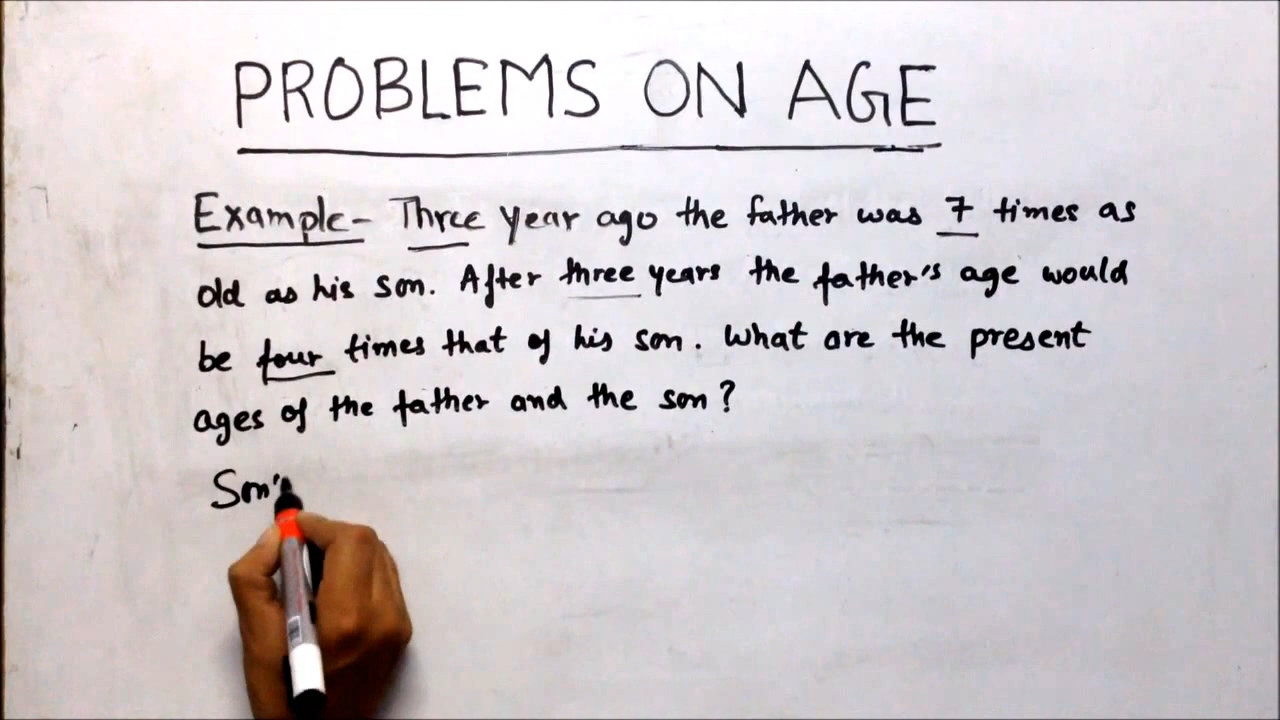 PROBLEMS ON AGE
Example- Three year ago the father was 7 times as
old as his son. After three years the father's age would
be four times that of his son. What are the present
ages of the father and the son?
Son's